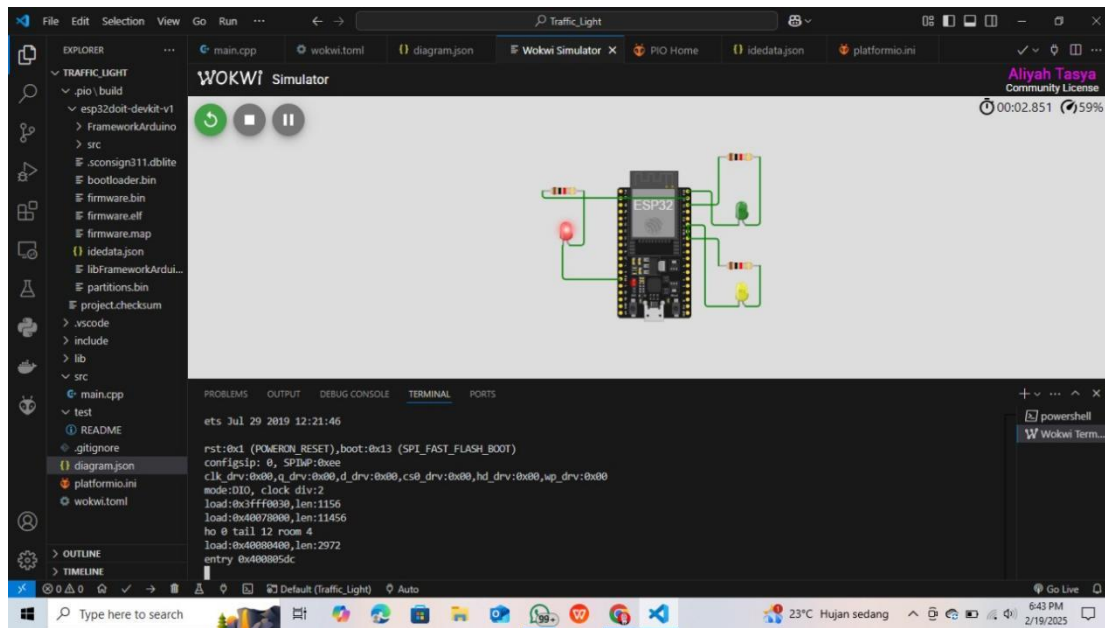 File Edit Selection View Go Run ...
Traffic_Light
EXPLORER
main.cpp
wokwi.toml
diagram.json
Wokwi Simulator
PIO Home
idedata.json
platformio.ini
TRAFFIC_LIGHT
.pio \ build
esp32doit-devkit-v1
FrameworkArduino
src
.sconsign311.dblite
bootloader.bin
firmware.bin
firmware.elf
firmware.map
idedata.json
libFrameworkArdui...
partitions.bin
project.checksum
.vscode
include
lib
src
main.cpp
test
README
.gitignore
diagram.json
platformio.ini
wokwi.toml
OUTLINE
TIMELINE
WOKWI Simulator
Aliyah Tasya
Community License
00:02.851 59%
ESP32
PROBLEMS OUTPUT DEBUG CONSOLE TERMINAL PORTS
powershell
Wokwi Term...
ets Jul 29 2019 12:21:46
rst:0x1 (POWERON_RESET),boot:0x13 (SPI_FAST_FLASH_BOOT)
configsip: 0, SPIWP:0xee
clk_drv:0x00,q_drv:0x00,d_drv:0x00,cs0_drv:0x00,hd_drv:0x00,wp_drv:0x00
mode:DIO, clock div:2
load:0x3fff0030,len:1156
load:0x40078000,len:11456
ho 0 tail 12 room 4
load:0x40080400,len:2972
entry 0x400805dc
0 0 0 Default (Traffic_Light) Auto
Go Live
Type here to search
99+
23°C Hujan sedang
6:43 PM
2/19/2025